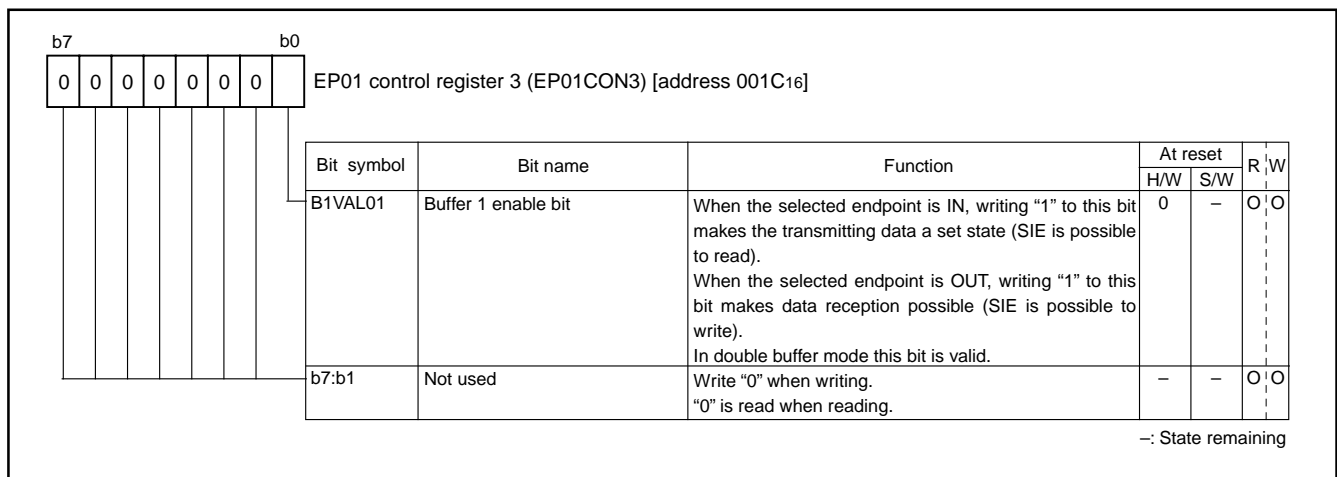 b7 b0
0 0 0 0 0 0 0 EP01 control register 3 (EP01CON3) [address 001C16]
Bit symbol Bit name Function At reset R W
H/W S/W
B1VAL01 Buffer 1 enable bit When the selected endpoint is IN, writing “1” to this bit 0 – O O
makes the transmitting data a set state (SIE is possible
to read).
When the selected endpoint is OUT, writing “1” to this
bit makes data reception possible (SIE is possible to
write).
In double buffer mode this bit is valid.
b7:b1 Not used Write “0” when writing. – – O O
“0” is read when reading.
–: State remaining